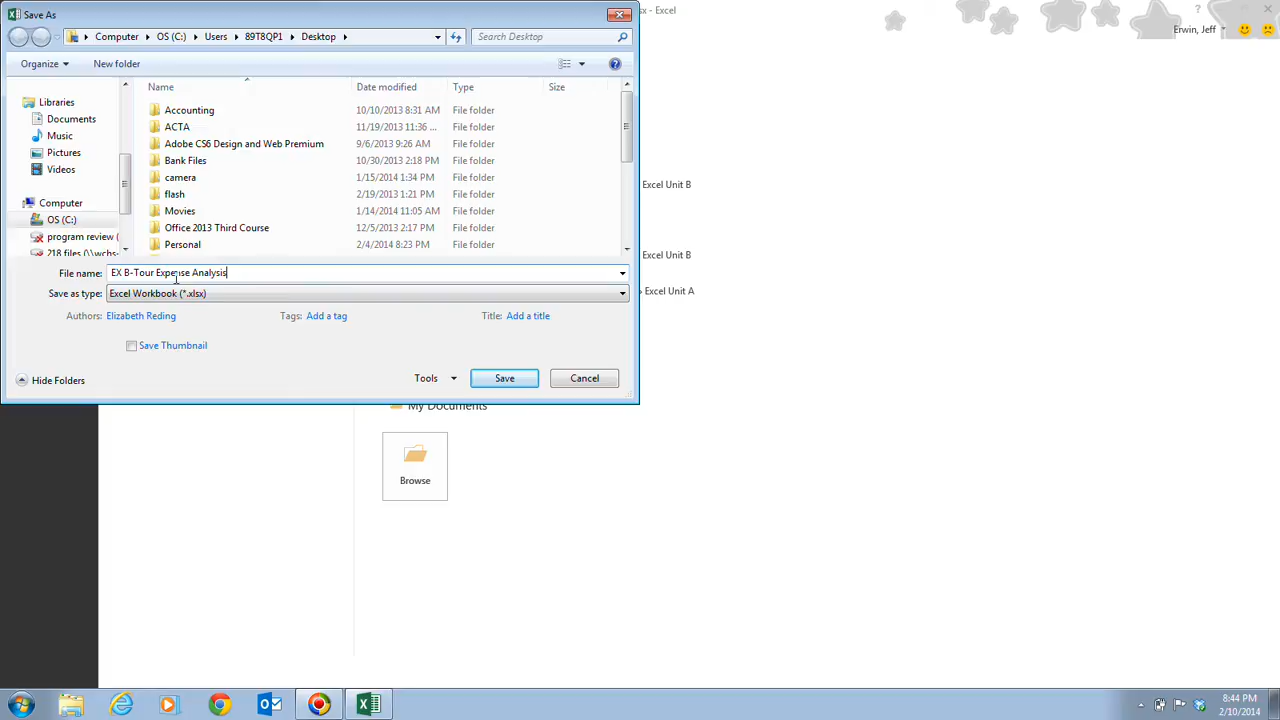 Save As
sx - Excel
?
Erwin, Jeff
Computer OS (C:) Users 89T8QP1 Desktop
Search Desktop
Organize
New folder
Name Date modified Type Size
Libraries
Documents
Music
Pictures
Videos
Computer
OS (C:)
program review (
218 files (\\wchs-
Accounting 10/10/2013 8:31 AM File folder
ACTA 11/19/2013 11:36 ... File folder
Adobe CS6 Design and Web Premium 9/6/2013 9:26 AM File folder
Bank Files 10/30/2013 2:18 PM File folder
camera 1/15/2014 1:34 PM File folder
flash 2/19/2013 1:21 PM File folder
Movies 1/14/2014 11:05 AM File folder
Office 2013 Third Course 12/5/2013 2:17 PM File folder
Personal 2/4/2014 8:23 PM File folder
Excel Unit B
Excel Unit B
» Excel Unit A
File name: EX B-Tour Expense Analysis
Save as type: Excel Workbook (*.xlsx)
Authors: Elizabeth Reding Tags: Add a tag Title: Add a title
Save Thumbnail
Hide Folders
Tools
Save
Cancel
My Documents
Browse
8:44 PM
2/10/2014